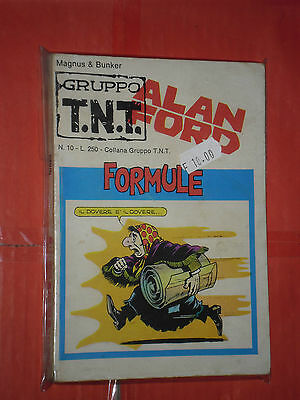 Magnus & Bunker
GRUPPO
T.N.T.
ALAN
FORD
N. 10 - L. 250 - Collana Gruppo T.N.T.
E 10,00
FORMULE
IL DOVERE E' IL DOVERE...